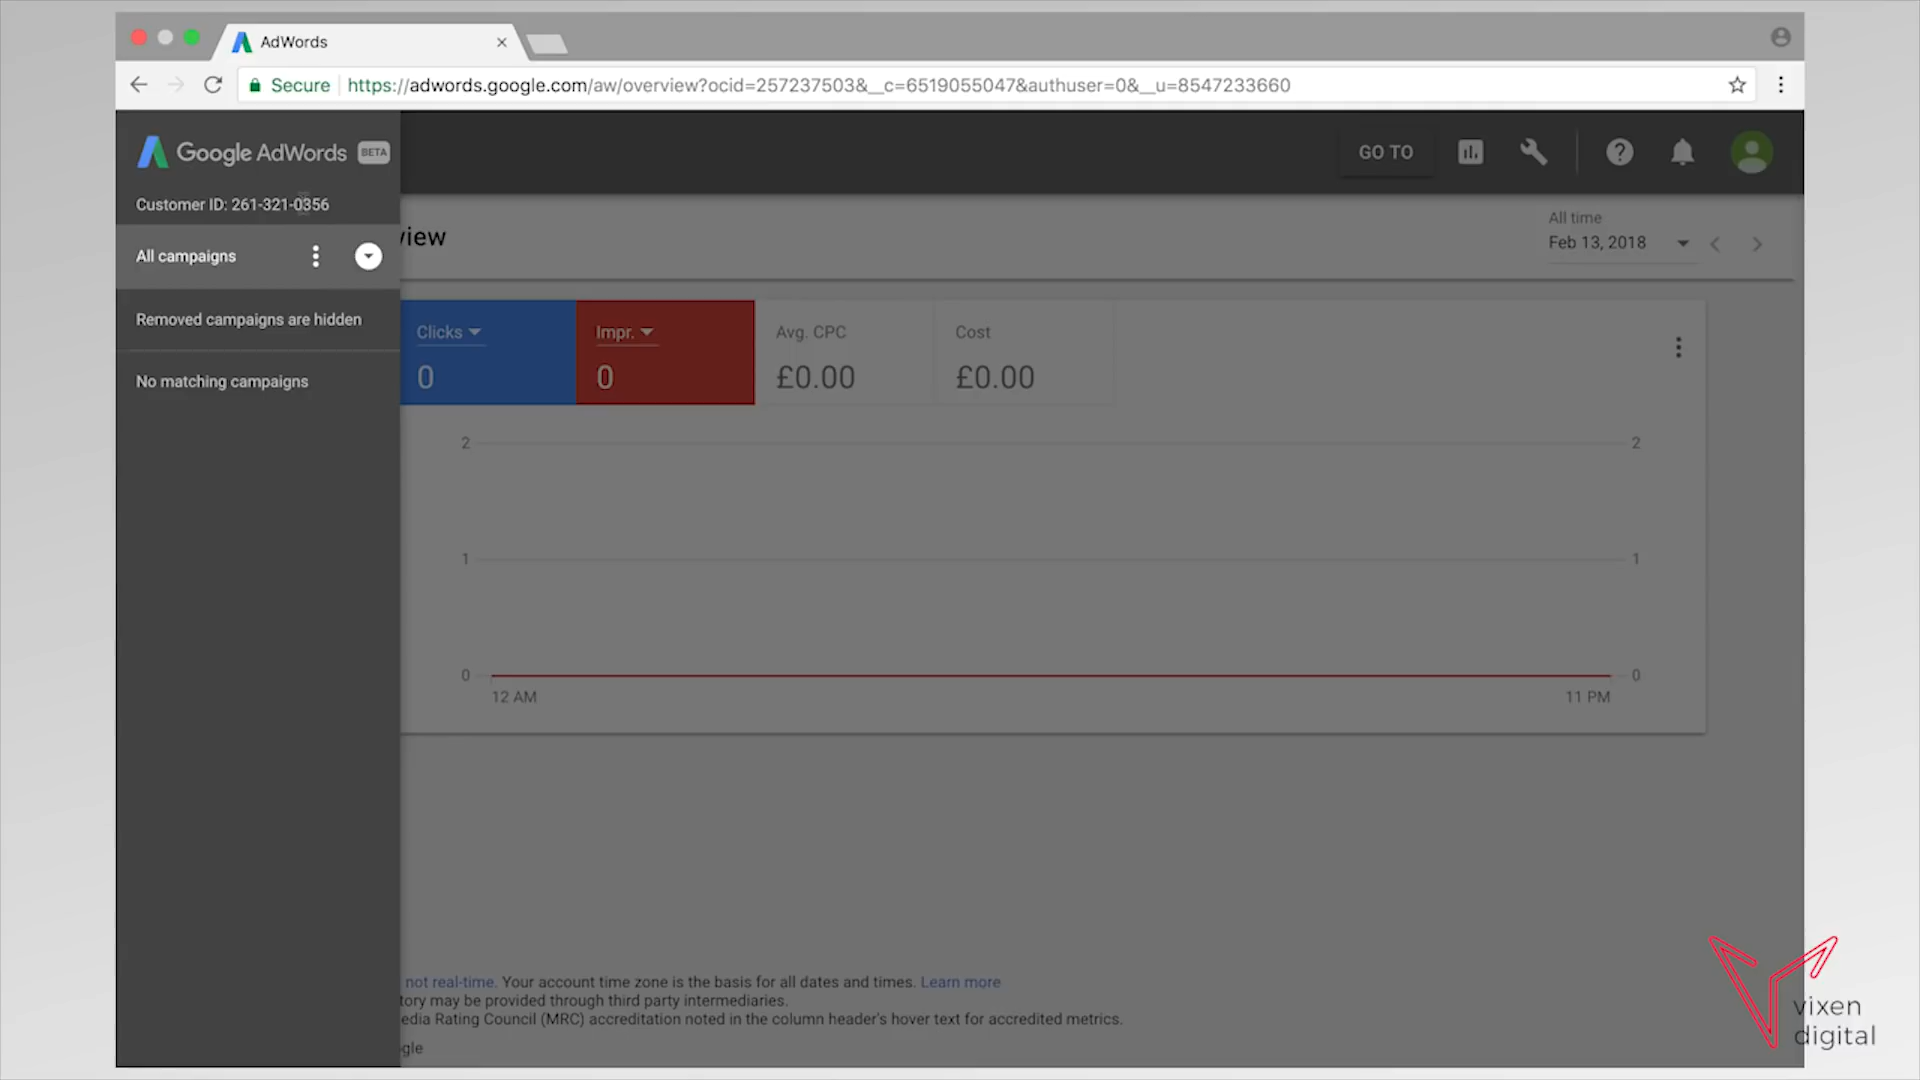 AdWords
Secure https://adwords.google.com/aw/overview?ocid=257237503&__c=6519055047&authuser=0&__u=8547233660
Google AdWords BETA
GO TO
Customer ID: 261-321-0356
view
All time
Feb 13, 2018
All campaigns
Removed campaigns are hidden
No matching campaigns
Clicks Impr. Avg. CPC Cost
0 0 £0.00 £0.00
2 2
1 1
0 0
12 AM 11 PM
not real-time. Your account time zone is the basis for all dates and times. Learn more
tory may be provided through third party intermediaries.
edia Rating Council (MRC) accreditation noted in the column header's hover text for accredited metrics.
gle
vixen
digital